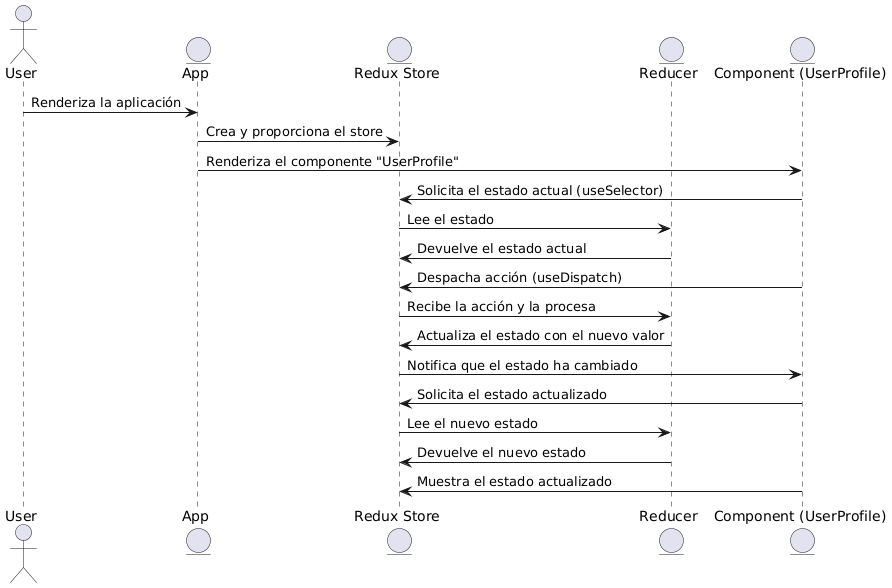 User
App
Redux Store
Reducer
Component (UserProfile)
Renderiza la aplicación
Crea y proporciona el store
Renderiza el componente "UserProfile"
Solicita el estado actual (useSelector)
Lee el estado
Devuelve el estado actual
Despacha acción (useDispatch)
Recibe la acción y la procesa
Actualiza el estado con el nuevo valor
Notifica que el estado ha cambiado
Solicita el estado actualizado
Lee el nuevo estado
Devuelve el nuevo estado
Muestra el estado actualizado
User
App
Redux Store
Reducer
Component (UserProfile)